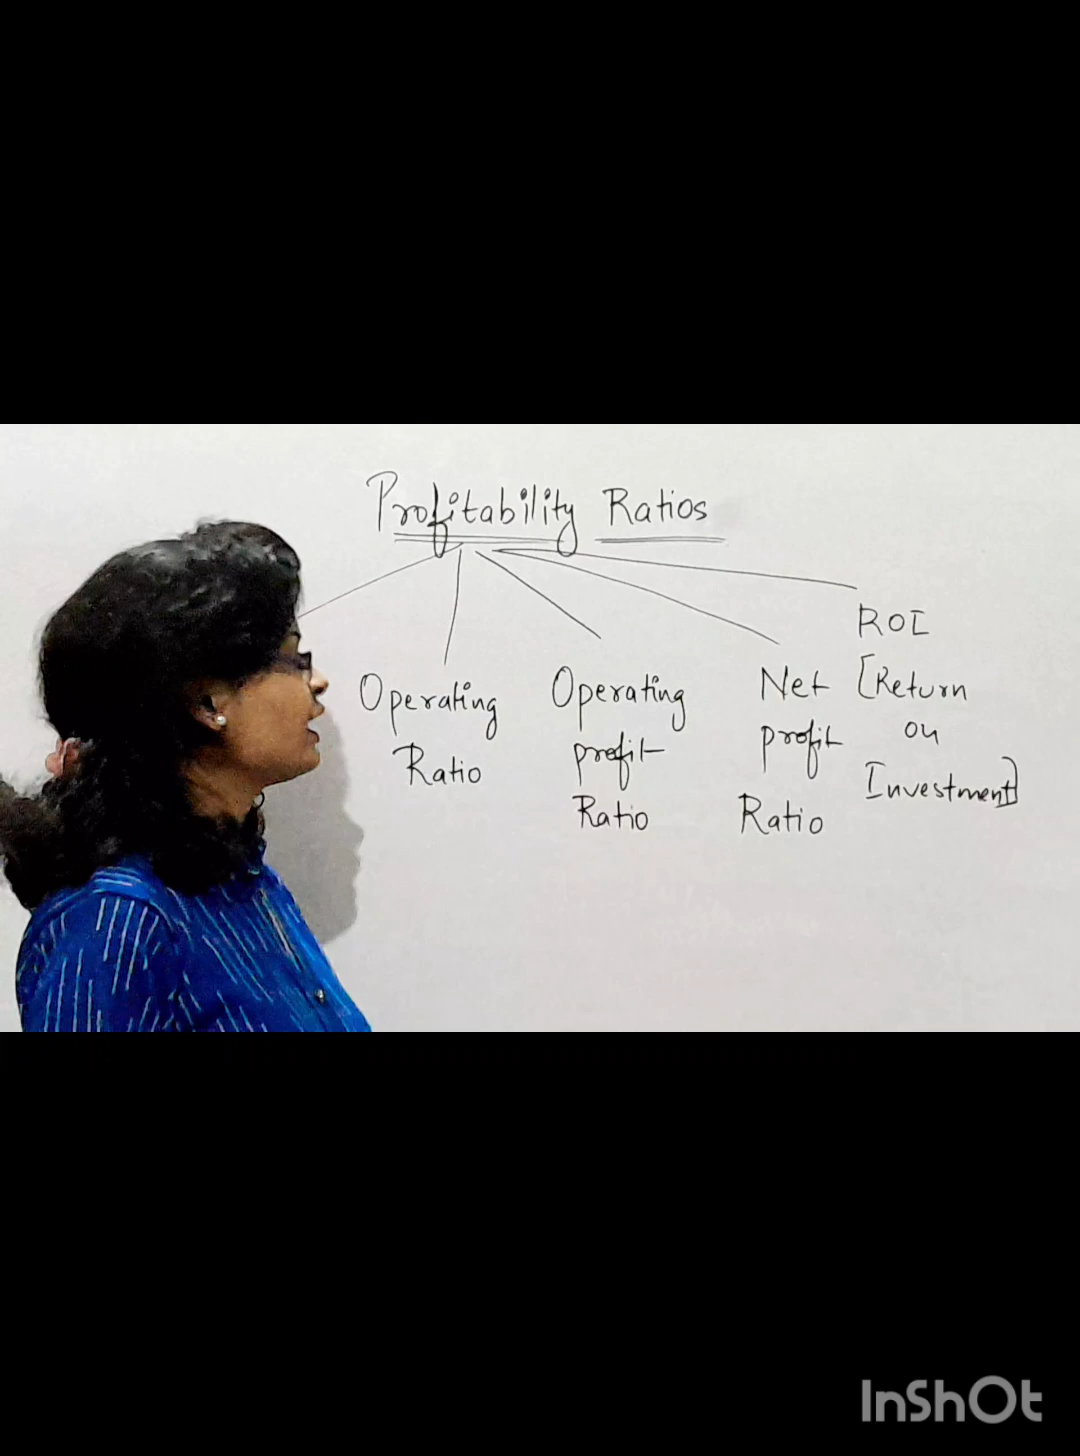 Profitability Ratios
Operating
Ratio
Operating
profit
Ratio
Net
profit
Ratio
ROI
[Return
on
Investment]
InShOt